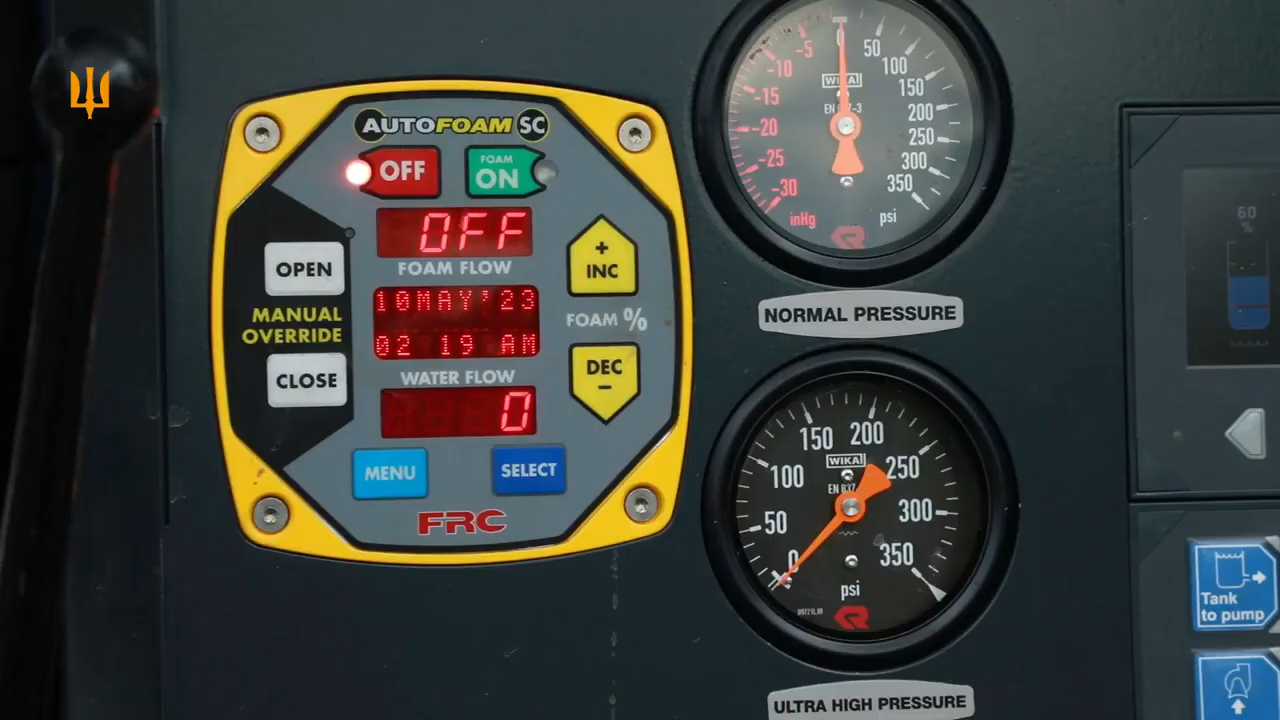 AUTOFOAM SC
OFF
FOAM
ON
OFF
FOAM FLOW
OPEN
MANUAL
OVERRIDE
CLOSE
10MAY'23
02 19 AM
WATER FLOW
0
+
INC
FOAM %
DEC
-
MENU
SELECT
FRC
-30
-25
-20
-15
-10
-5
0
50
100
150
200
250
300
350
WIKA
inHg
psi
NORMAL PRESSURE
0
50
100
150
200
250
300
350
WIKA
psi
ULTRA HIGH PRESSURE
60
%
Tank
to pump